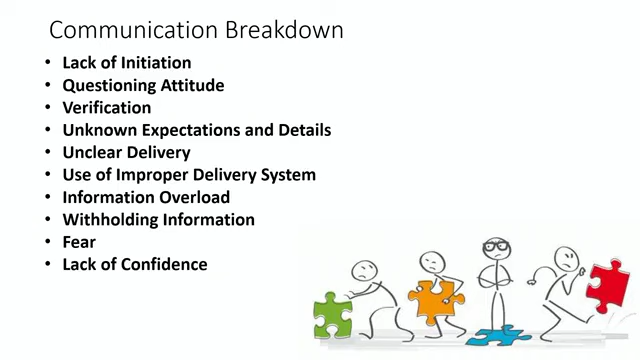 Communication Breakdown
• Lack of Initiation
• Questioning Attitude
• Verification
• Unknown Expectations and Details
• Unclear Delivery
• Use of Improper Delivery System
• Information Overload
• Withholding Information
• Fear
• Lack of Confidence